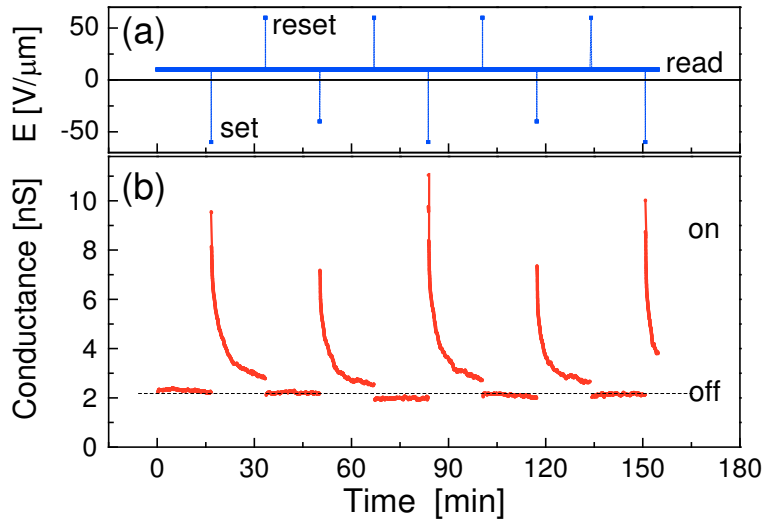 (a)
reset
read
set
E [V/μm]
50
0
-50
(b)
on
off
Conductance [nS]
10
8
6
4
2
0
0 30 60 90 120 150 180
Time [min]